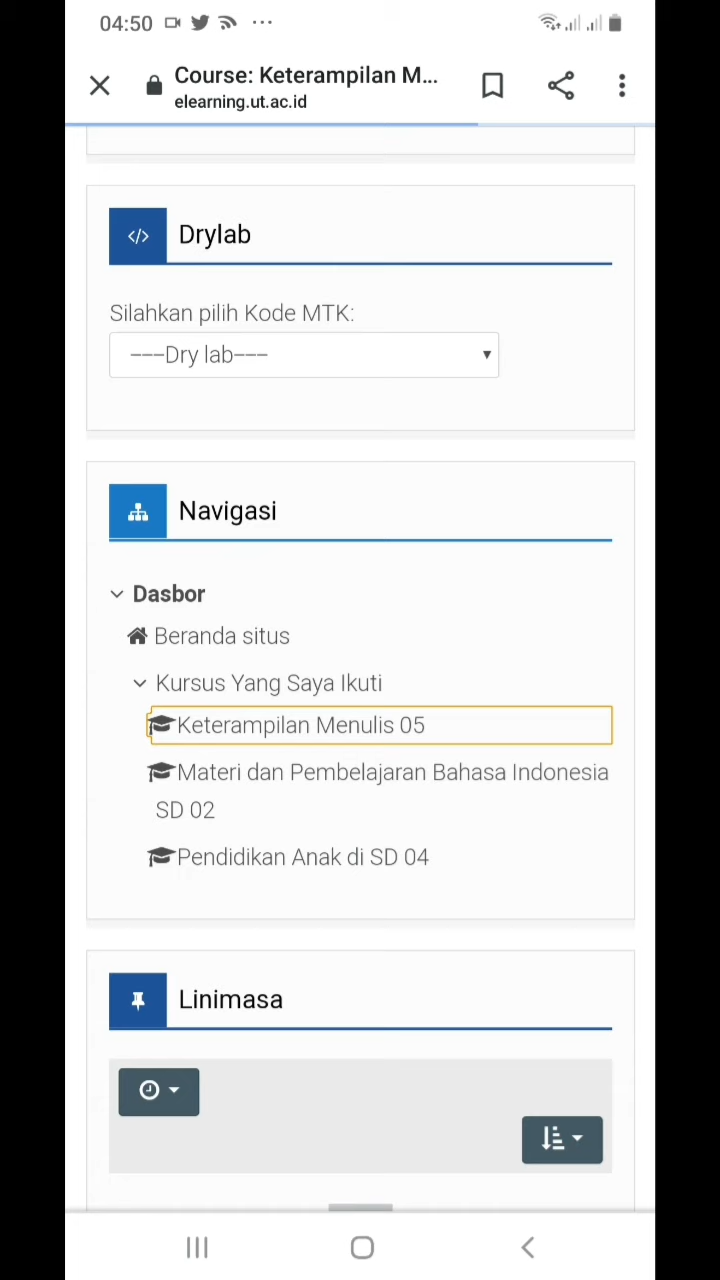 04:50
Course: Keterampilan M...
elearning.ut.ac.id
Drylab
Silahkan pilih Kode MTK:
---Dry lab---
Navigasi
Dasbor
Beranda situs
Kursus Yang Saya Ikuti
Keterampilan Menulis 05
Materi dan Pembelajaran Bahasa Indonesia
SD 02
Pendidikan Anak di SD 04
Linimasa